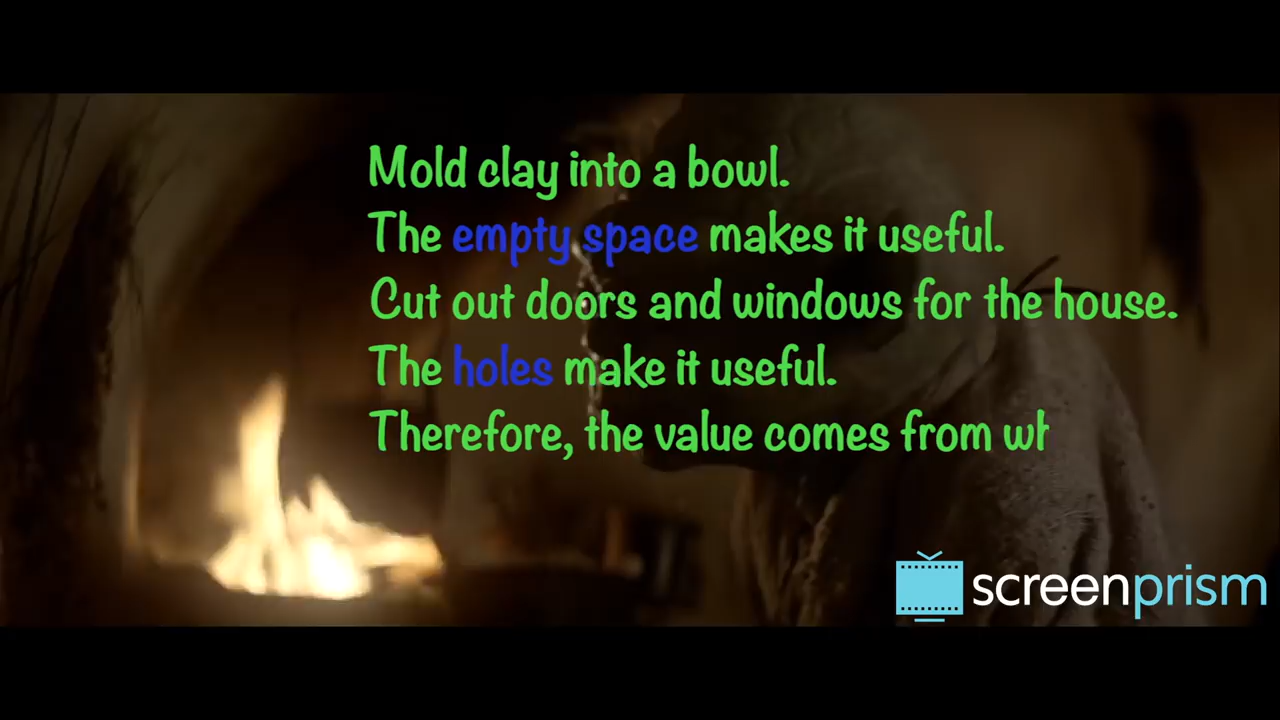 Mold clay into a bowl.
The empty space makes it useful.
Cut out doors and windows for the house.
The holes make it useful.
Therefore, the value comes from wh
screenprism